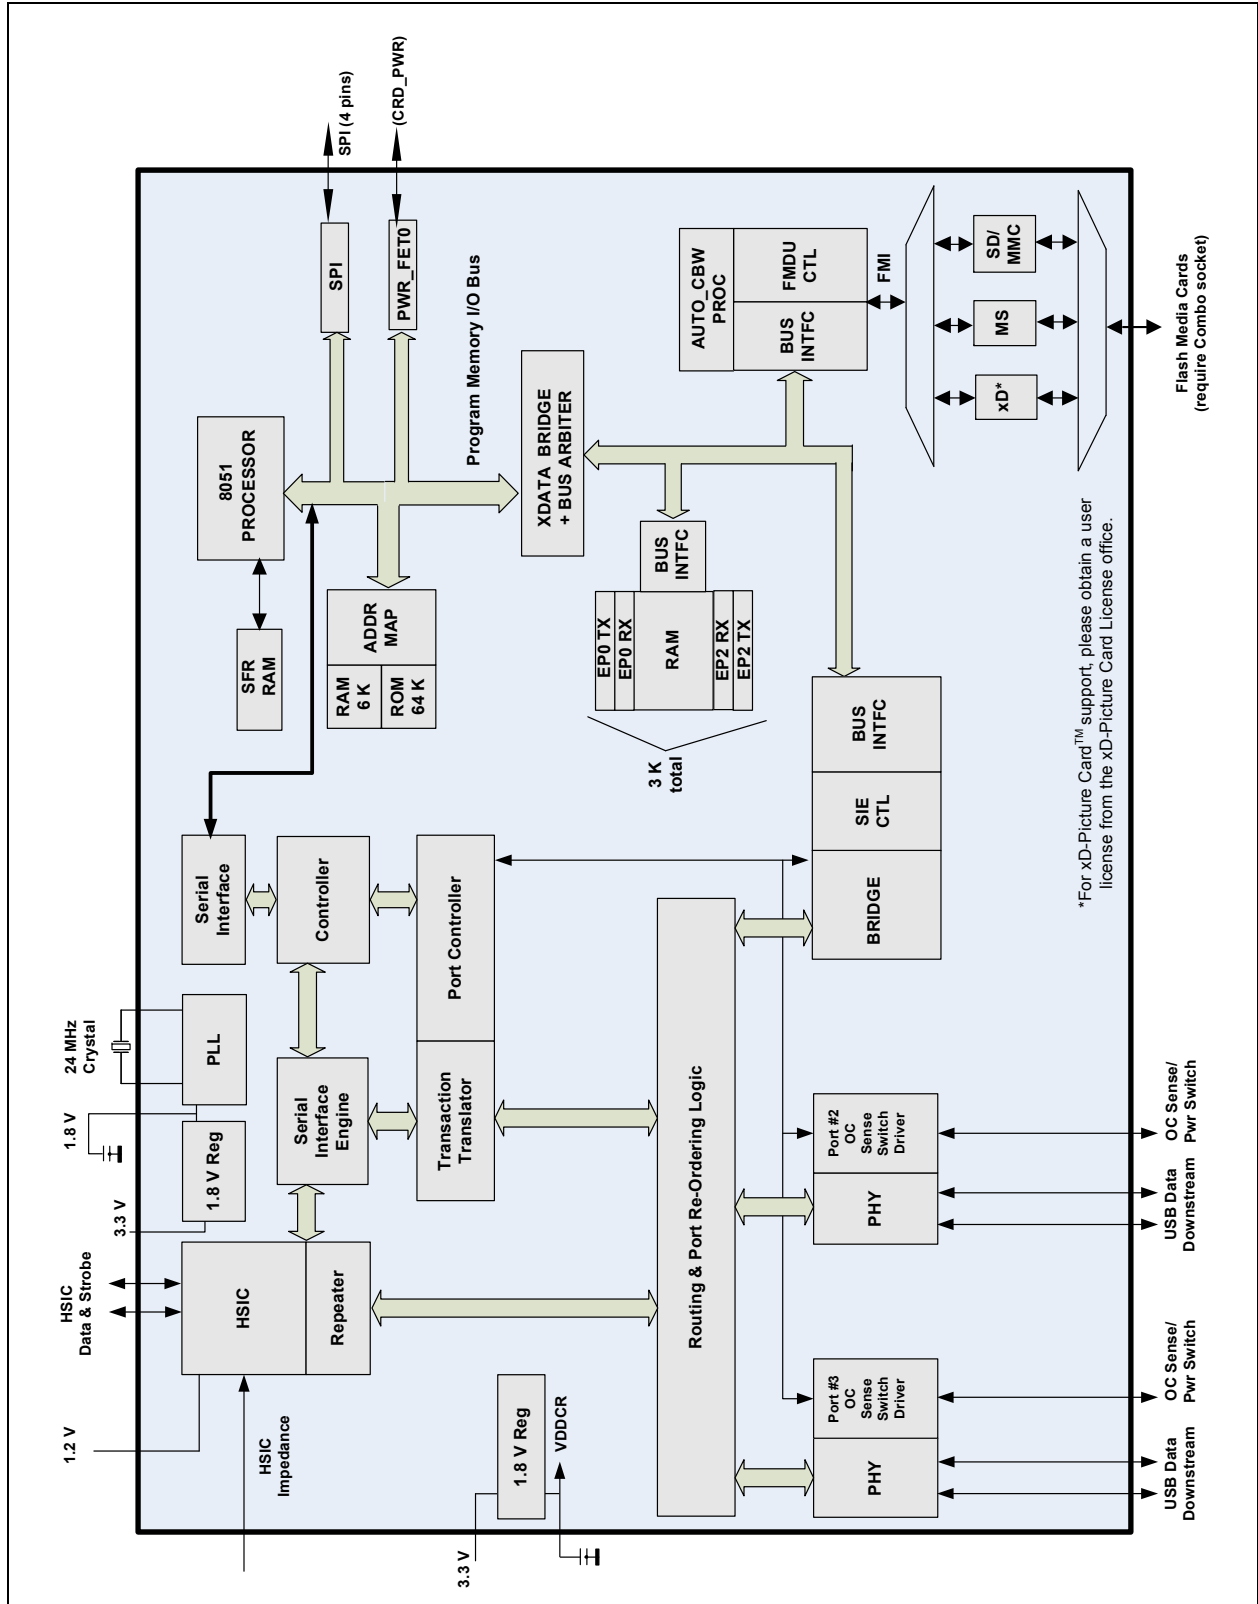 HSIC
Data & Strobe
24 MHz
Crystal
1.2 V
3.3 V
1.8 V
HSIC
Impedance
HSIC
Repeater
1.8 V Reg
PLL
Serial
Interface
Serial
Interface
Engine
Controller
Transaction
Translator
Port Controller
3.3 V
1.8 V Reg
VDDCR
Routing & Port Re-Ordering Logic
SFR
RAM
8051
PROCESSOR
SPI
SPI (4 pins)
PWR_FET0
(CRD_PWR)
RAM
6 K
ROM
64 K
ADDR
MAP
Program Memory I/O Bus
XDATA BRIDGE
+ BUS ARBITER
3 K
total
EP0 TX
EP0 RX
RAM
EP2 RX
EP2 TX
BUS
INTFC
AUTO_CBW
PROC
BUS
INTFC
FMDU
CTL
FMI
xD*
MS
SD/
MMC
Flash Media Cards
(require Combo socket)
PHY
Port #3
OC
Sense
Switch
Driver
PHY
Port #2
OC
Sense
Switch
Driver
BRIDGE
SIE
CTL
BUS
INTFC
*For xD-Picture Card™ support, please obtain a user
license from the xD-Picture Card License office.
USB Data
Downstream
OC Sense/
Pwr Switch
USB Data
Downstream
OC Sense/
Pwr Switch